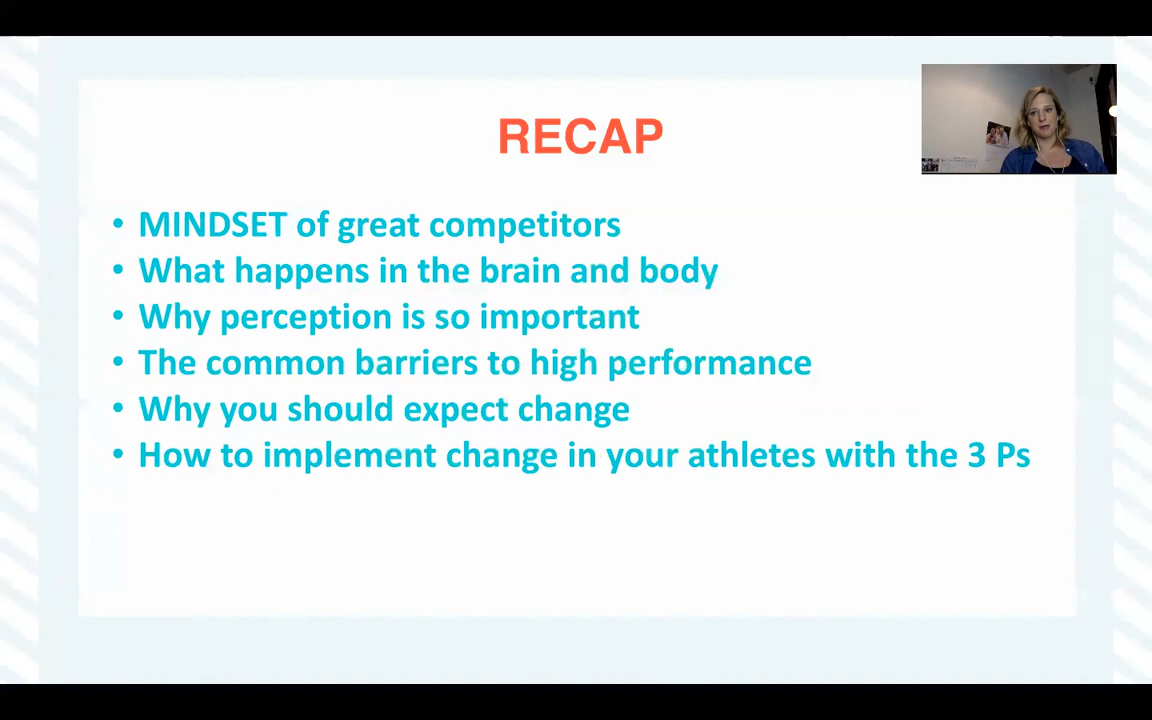 RECAP
• MINDSET of great competitors
• What happens in the brain and body
• Why perception is so important
• The common barriers to high performance
• Why you should expect change
• How to implement change in your athletes with the 3 Ps